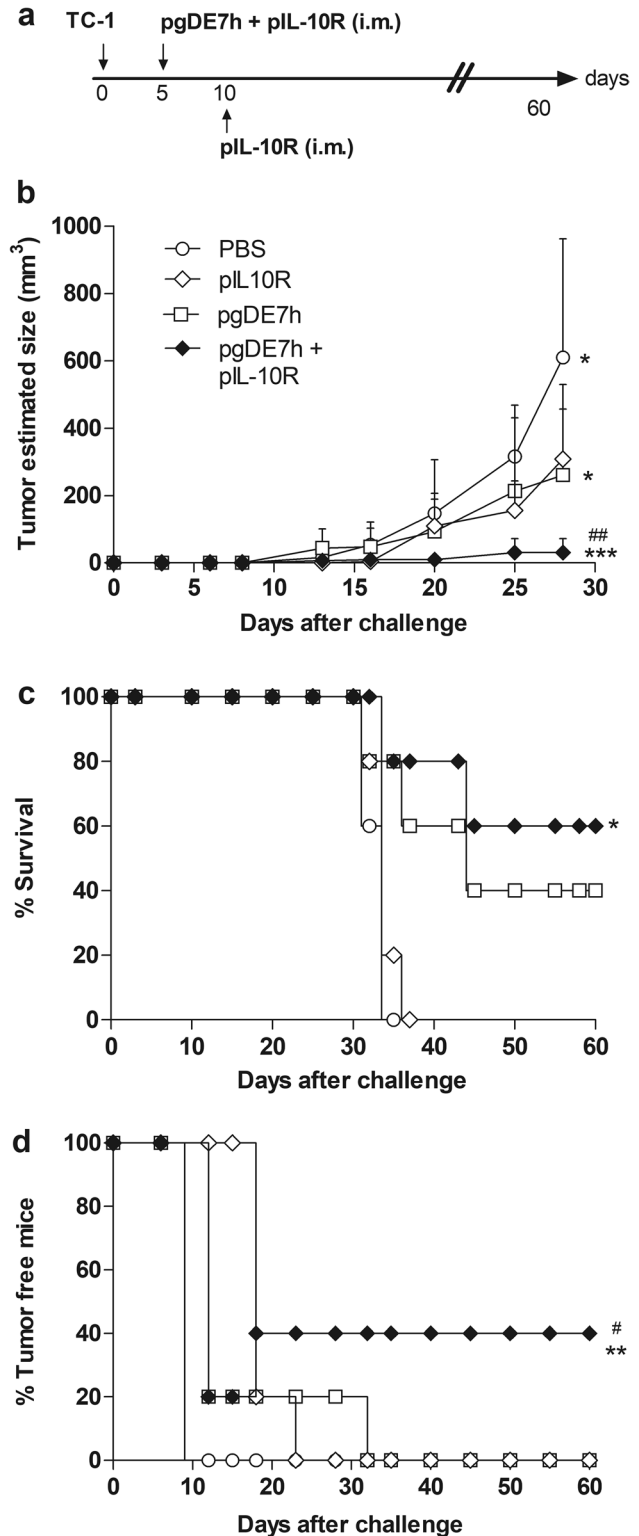 a
TC-1 pgDE7h + pIL-10R (i.m.)
0 5 10 60 days
pIL-10R (i.m.)
b
Tumor estimated size (mm³)
1000
800
600
400
200
0
PBS
pIL10R
pgDE7h
pgDE7h +
pIL-10R
*
*
##
***
0 5 10 15 20 25 30
Days after challenge
c
% Survival
100
80
60
40
20
0
*
0 10 20 30 40 50 60
Days after challenge
d
% Tumor free mice
100
80
60
40
20
0
#
**
0 10 20 30 40 50 60
Days after challenge